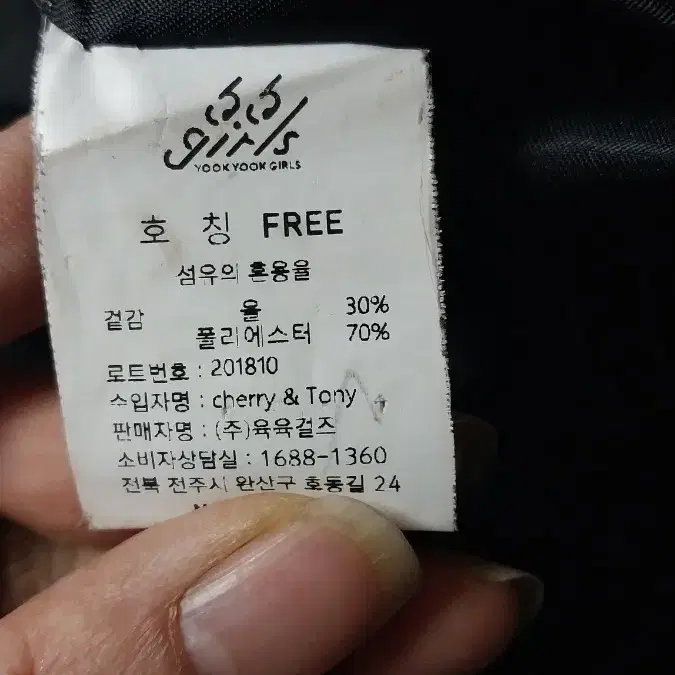 66
girls
YOOKYOOK GIRLS
호 칭 FREE
섬유의 혼용율
겉감 울 30%
폴리에스터 70%
로트번호 : 201810
수입자명 : cherry & Tony
판매자명 : (주)육육걸즈
소비자상담실 : 1688-1360
전북 전주시 완산구 호동길 24